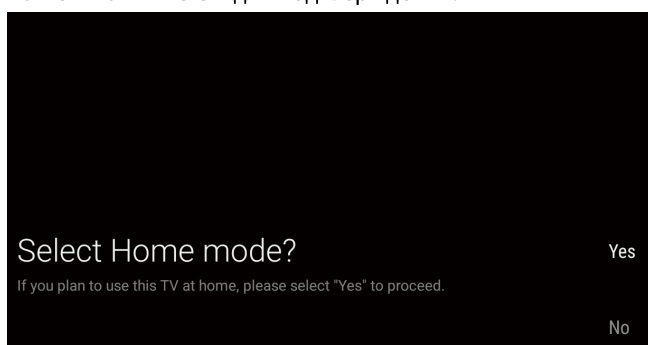 Select Home mode?
Yes
If you plan to use this TV at home, please select "Yes" to proceed.
No